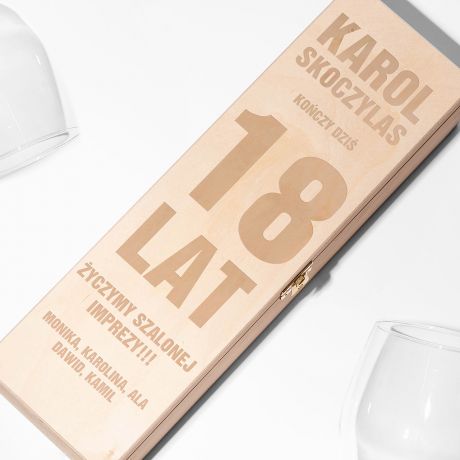 KAROL
SKOCZYLAS
KOŃCZY DZIŚ
18
LAT
ŻYCZYMY SZALONEJ
IMPREZY!!!
MONIKA, KAROLINA, ALA
DAWID, KAMIL